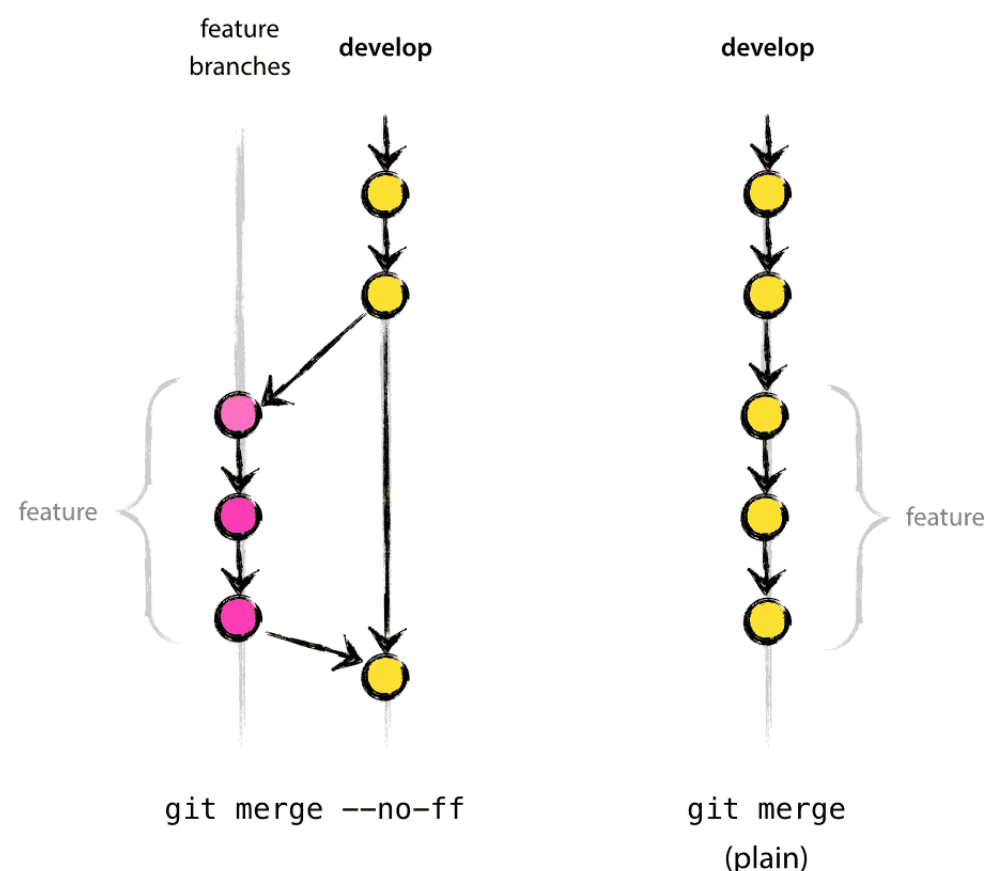 feature
branches
develop
develop
feature
feature
git merge --no-ff
git merge
(plain)